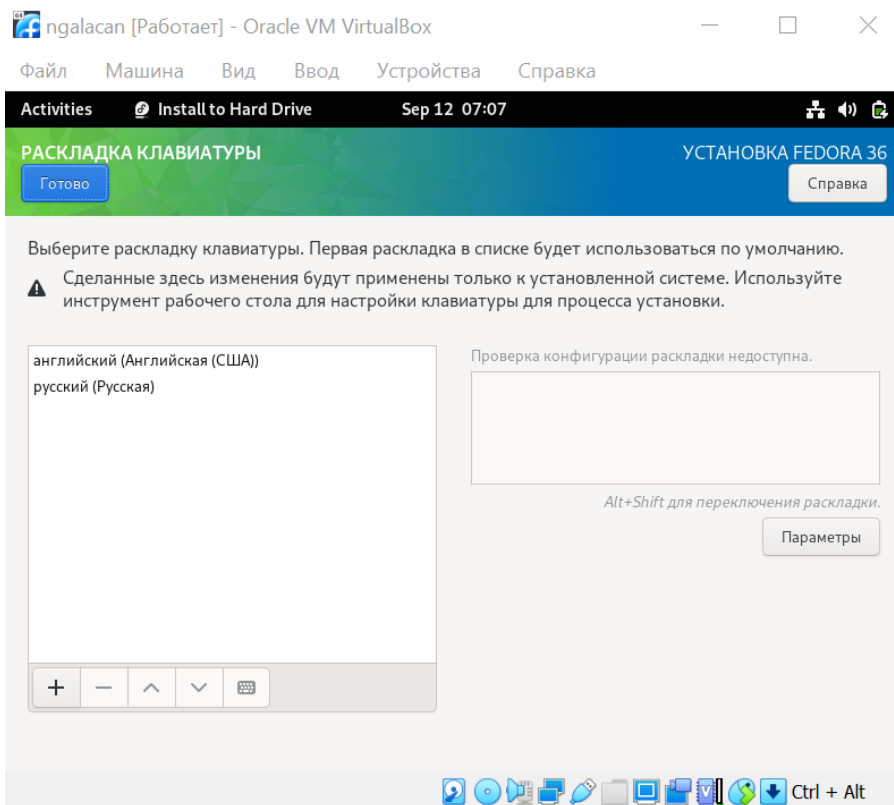 ngalacan [Работает] - Oracle VM VirtualBox
Файл Машина Вид Ввод Устройства Справка
Activities Install to Hard Drive Sep 12 07:07
РАСКЛАДКА КЛАВИАТУРЫ УСТАНОВКА FEDORA 36
Готово Справка
Выберите раскладку клавиатуры. Первая раскладка в списке будет использоваться по умолчанию.
Сделанные здесь изменения будут применены только к установленной системе. Используйте
инструмент рабочего стола для настройки клавиатуры для процесса установки.
английский (Английская (США))
русский (Русская)
Проверка конфигурации раскладки недоступна.
Alt+Shift для переключения раскладки.
Параметры
Ctrl + Alt